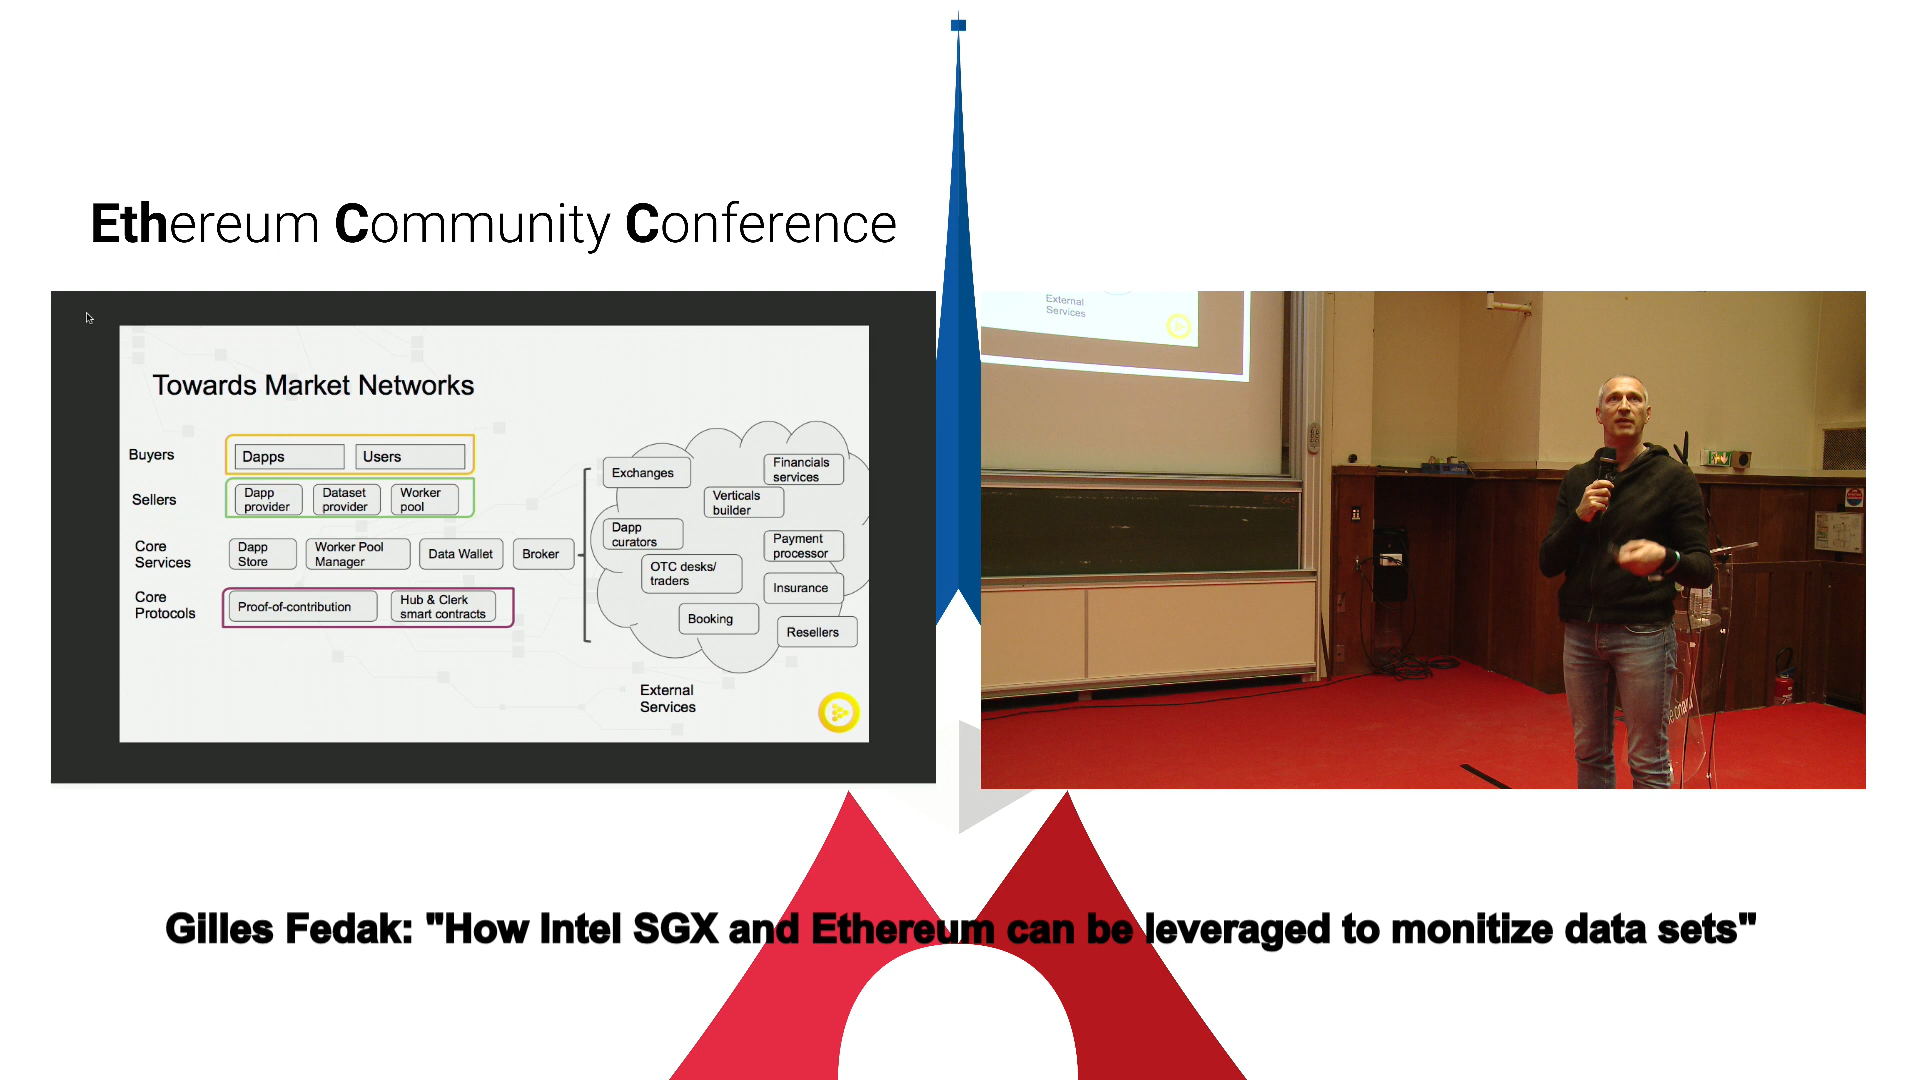 Ethereum Community Conference
Towards Market Networks
Buyers
Dapps
Users
Sellers
Dapp
provider
Dataset
provider
Worker
pool
Core
Services
Dapp
Store
Worker Pool
Manager
Data Wallet
Broker
Core
Protocols
Proof-of-contribution
Hub & Clerk
smart contracts
Exchanges
Financials
services
Verticals
builder
Dapp
curators
Payment
processor
OTC desks/
traders
Insurance
Booking
Resellers
External
Services
External
Services
Gilles Fedak: "How Intel SGX and Ethereum can be leveraged to monitize data sets"